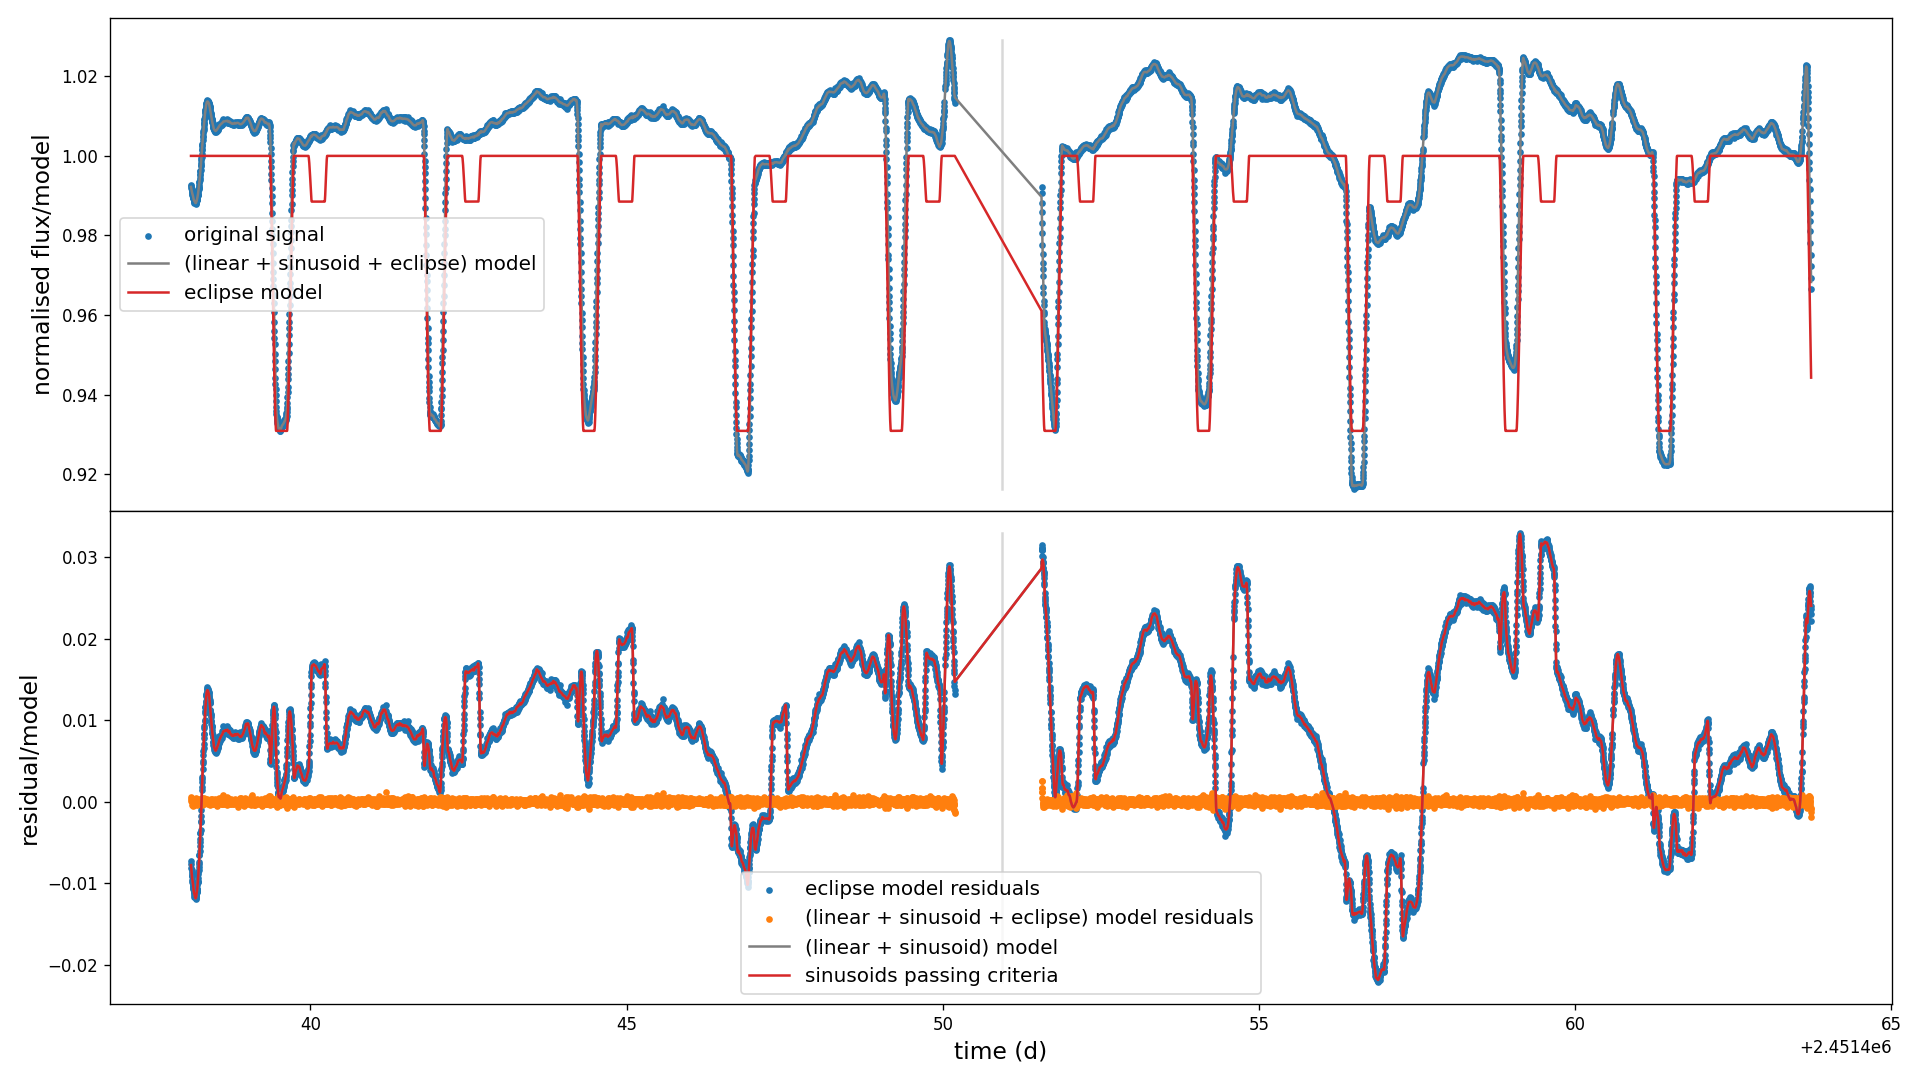 normalised flux/model
1.02
1.00
0.98
0.96
0.94
0.92
original signal
(linear + sinusoid + eclipse) model
eclipse model
residual/model
0.03
0.02
0.01
0.00
−0.01
−0.02
eclipse model residuals
(linear + sinusoid + eclipse) model residuals
(linear + sinusoid) model
sinusoids passing criteria
40 45 50 55 60 65
time (d)
+2.4514e6